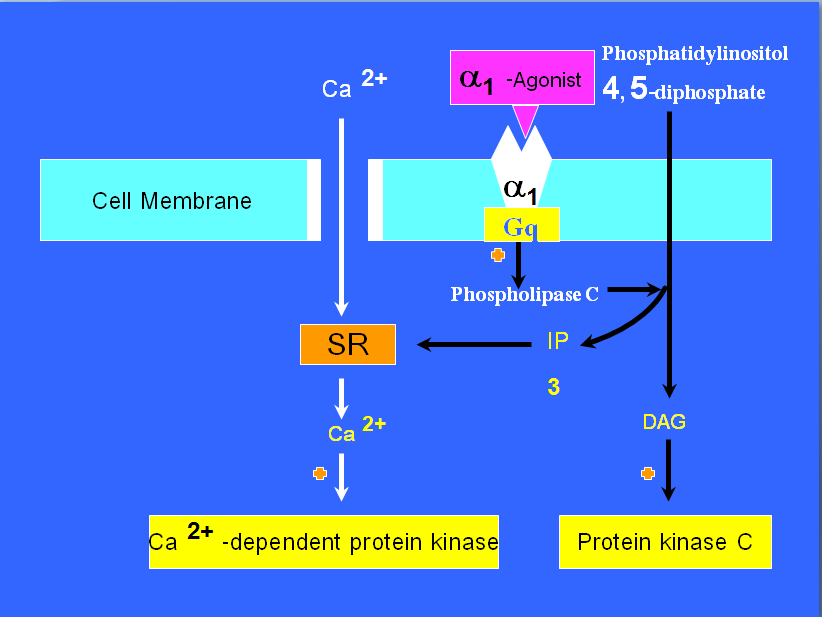 Phosphatidylinositol
4, 5-diphosphate
α1 -Agonist
Ca 2+
Cell Membrane
α1
Gq
Phospholipase C
SR
IP
3
Ca 2+
DAG
Ca 2+ -dependent protein kinase
Protein kinase C